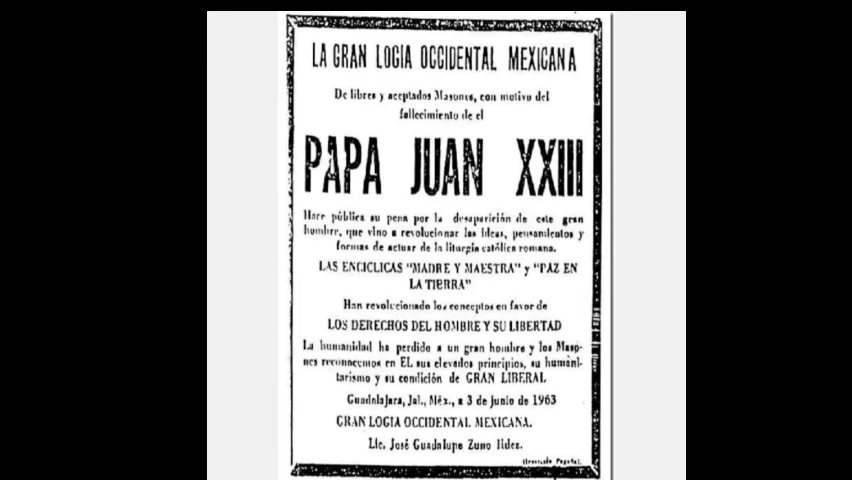 LA GRAN LOGIA OCCIDENTAL MEXICANA
De libres y aceptados Masones, con motivo del
fallecimiento de el
PAPA JUAN XXIII
Hace pública su pena por la desaparición de este gran
hombre, que vino a revolucionar las ideas, pensamientos y
formas de actuar de la liturgia católica romana.
LAS ENCICLICAS "MADRE Y MAESTRA" y "PAZ EN
LA TIERRA"
Han revolucionado los conceptos en favor de
LOS DERECHOS DEL HOMBRE Y SU LIBERTAD
La humanidad ha perdido a un gran hombre y los Maso-
nes reconocemos en EL sus elevados principios, su humani-
tarismo y su condición de GRAN LIBERAL
Guadalajara, Jal., Méx., a 3 de junio de 1963
GRAN LOGIA OCCIDENTAL MEXICANA.
Lic. José Guadalupe Zuno Hdez.